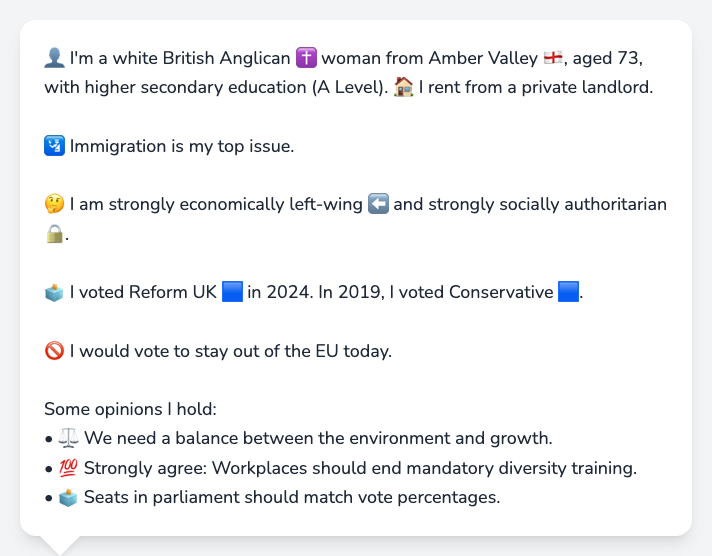 👤 I'm a white British Anglican ✝️ woman from Amber Valley 🏴󠁧󠁢󠁥󠁮󠁧󠁿, aged 73,
with higher secondary education (A Level). 🏠 I rent from a private landlord.
🛂 Immigration is my top issue.
🤔 I am strongly economically left-wing ⬅️ and strongly socially authoritarian
🔒.
🗳️ I voted Reform UK 🟦 in 2024. In 2019, I voted Conservative 🟦.
🚫 I would vote to stay out of the EU today.
Some opinions I hold:
• ⚖️ We need a balance between the environment and growth.
• 💯 Strongly agree: Workplaces should end mandatory diversity training.
• 🗳️ Seats in parliament should match vote percentages.